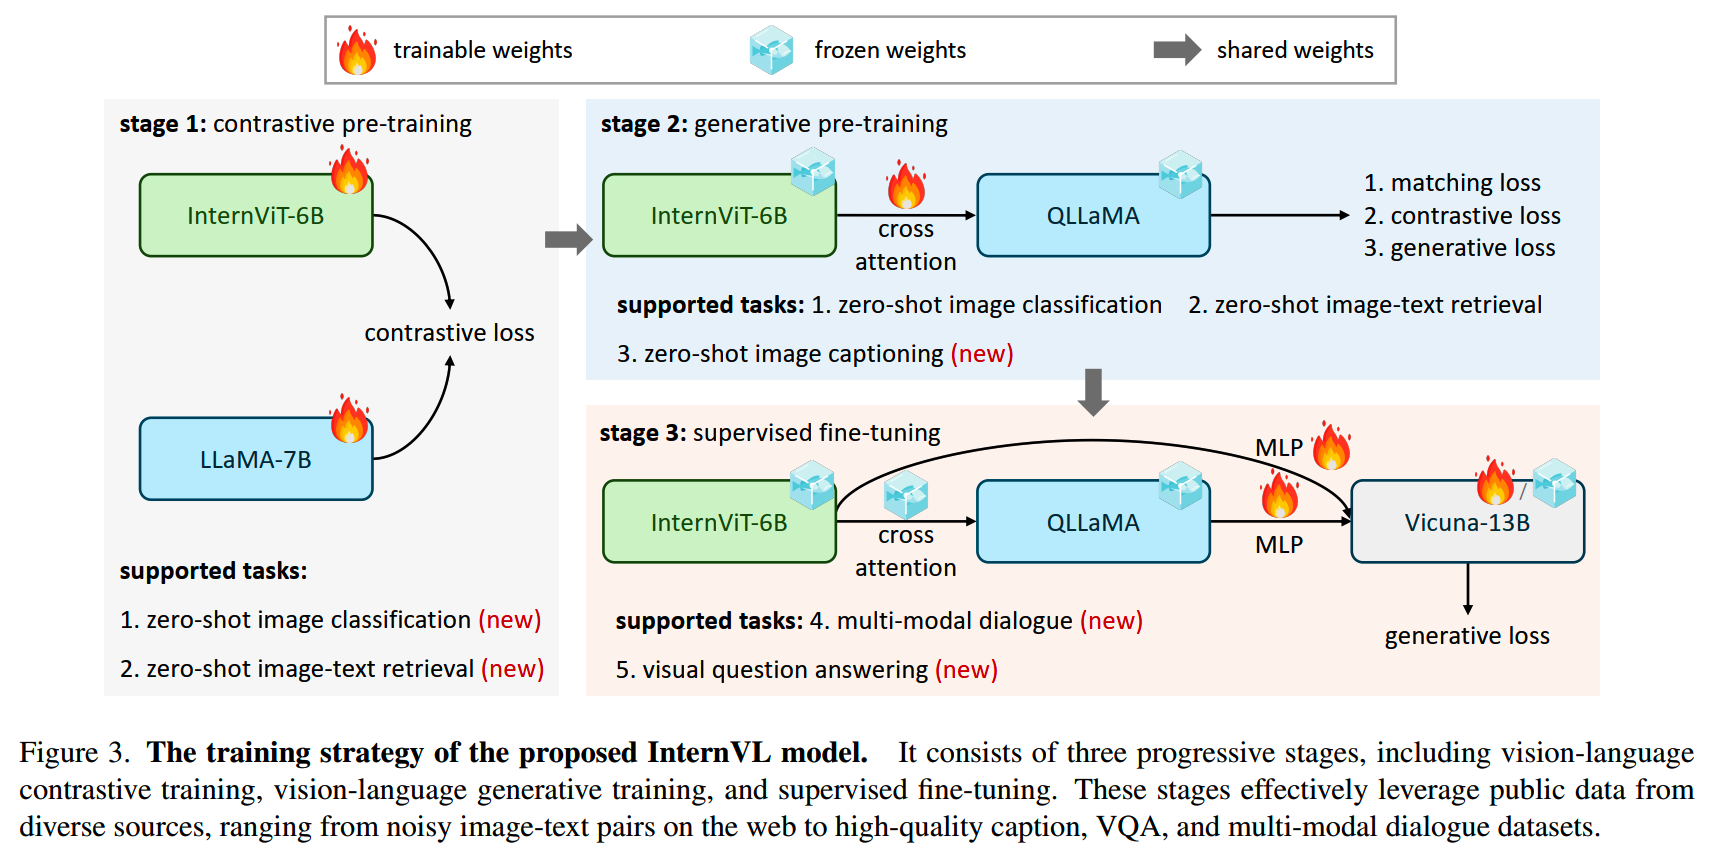 trainable weights
frozen weights
shared weights
stage 1: contrastive pre-training
InternViT-6B
contrastive loss
LLaMA-7B
supported tasks:
1. zero-shot image classification (new)
2. zero-shot image-text retrieval (new)
stage 2: generative pre-training
InternViT-6B
cross
attention
QLLaMA
1. matching loss
2. contrastive loss
3. generative loss
supported tasks: 1. zero-shot image classification 2. zero-shot image-text retrieval
3. zero-shot image captioning (new)
stage 3: supervised fine-tuning
MLP
InternViT-6B
cross
attention
QLLaMA
MLP
/
Vicuna-13B
generative loss
supported tasks: 4. multi-modal dialogue (new)
5. visual question answering (new)
Figure 3. The training strategy of the proposed InternVL model. It consists of three progressive stages, including vision-language
contrastive training, vision-language generative training, and supervised fine-tuning. These stages effectively leverage public data from
diverse sources, ranging from noisy image-text pairs on the web to high-quality caption, VQA, and multi-modal dialogue datasets.